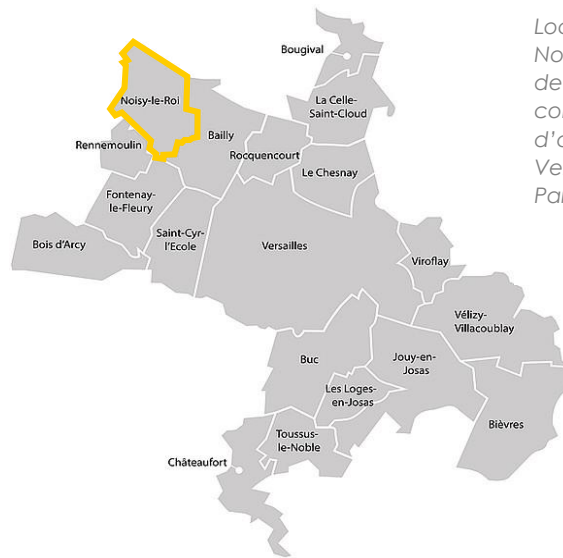 Bougival
Noisy-le-Roi
La Celle-
Saint-Cloud
Bailly
Rennemoulin
Rocquencourt
Le Chesnay
Fontenay-
le-Fleury
Saint-Cyr-
l'Ecole
Bois d'Arcy
Versailles
Viroflay
Vélizy-
Villacoublay
Buc
Jouy-en-
Josas
Les Loges-
en-Josas
Bièvres
Toussus-
le-Noble
Châteaufort